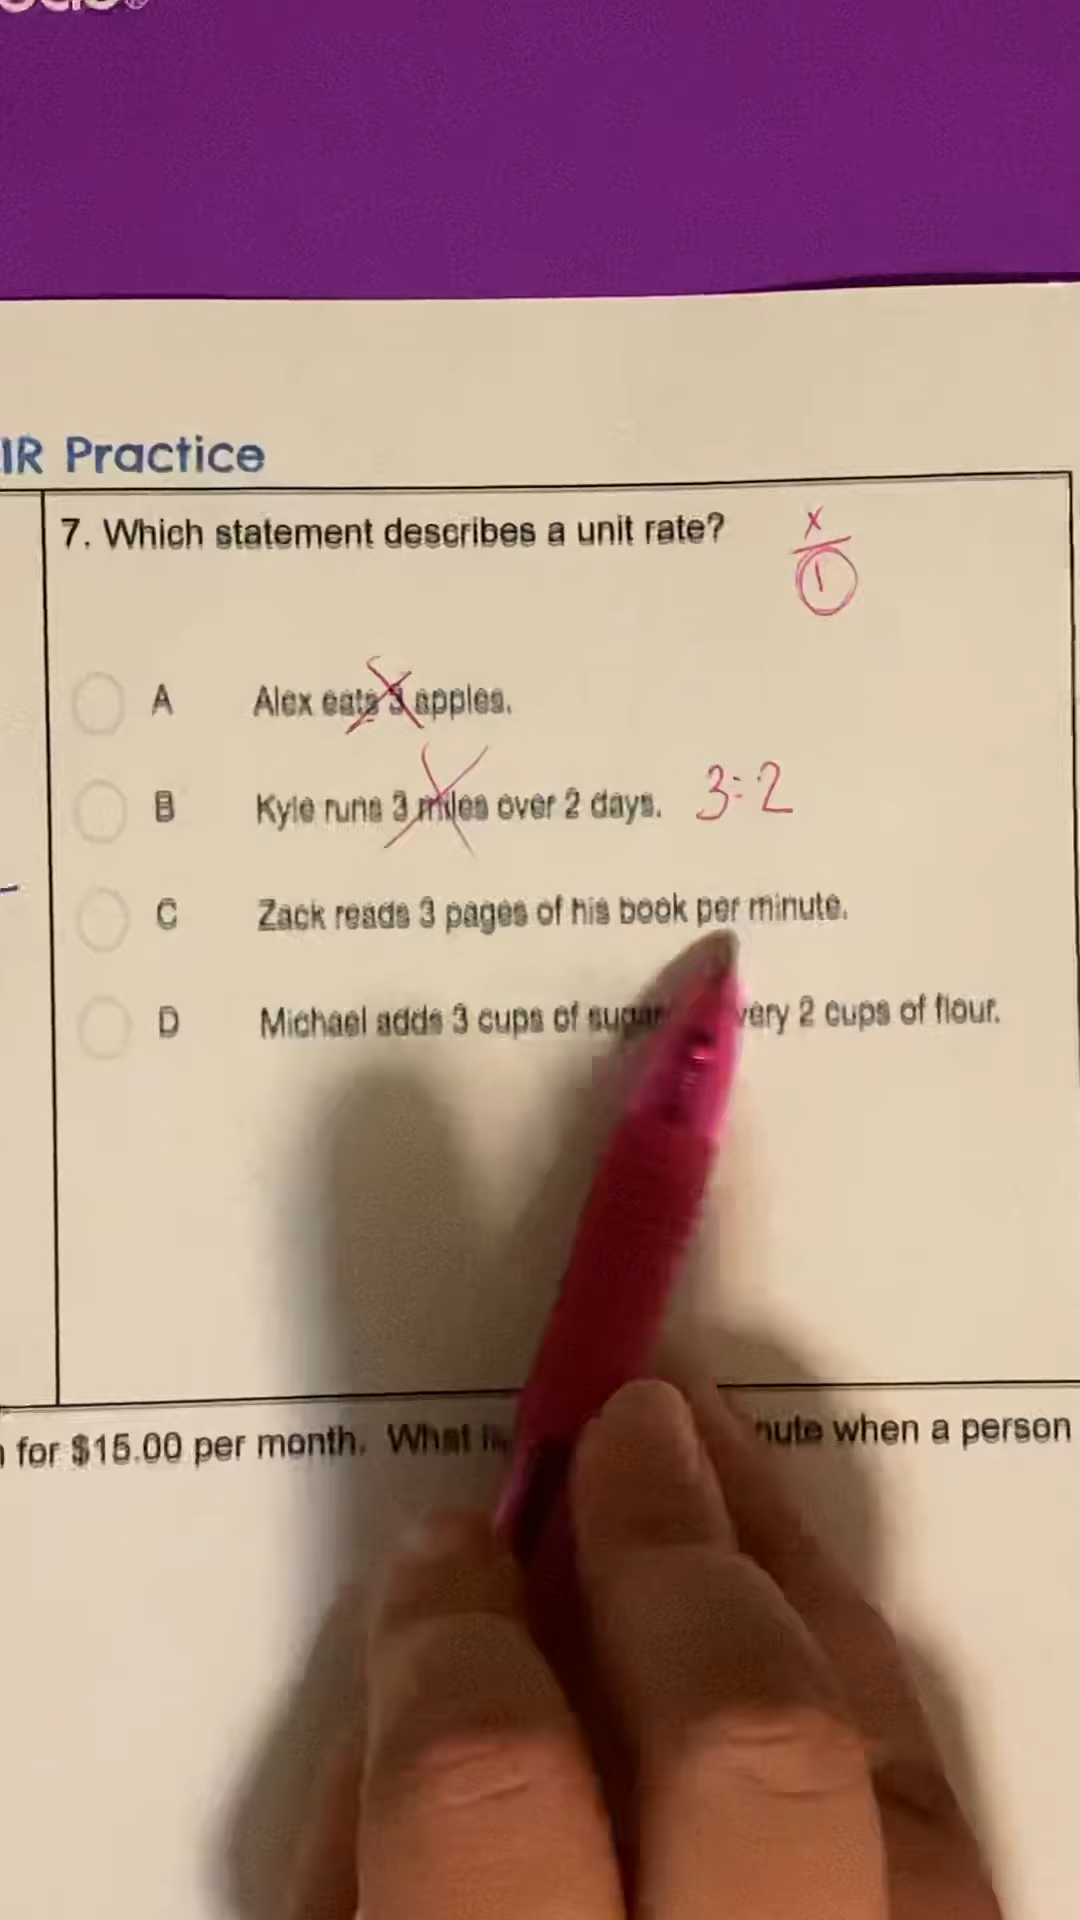 IR Practice
7. Which statement describes a unit rate?
x
1
A Alex eats 3 apples.
B Kyle runs 3 miles over 2 days. 3:2
C Zack reads 3 pages of his book per minute.
D Michael adds 3 cups of sugar very 2 cups of flour.
for $15.00 per month. What nute when a person